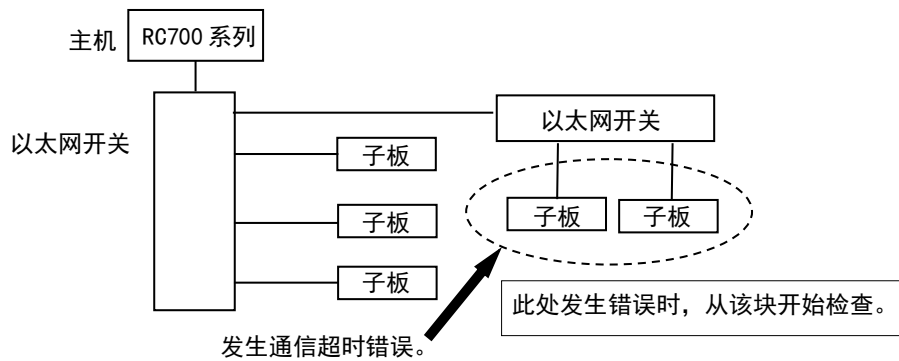 主机
RC700 系列
以太网开关
以太网开关
子板
子板
子板
子板
子板
此处发生错误时，从该块开始检查。
发生通信超时错误。